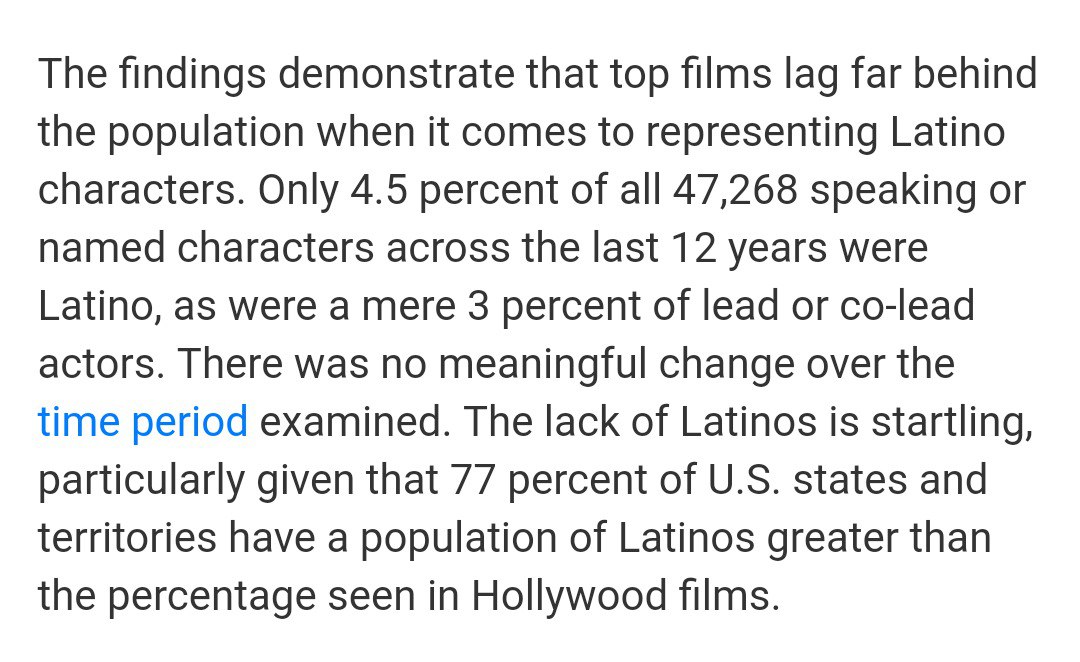 The findings demonstrate that top films lag far behind
the population when it comes to representing Latino
characters. Only 4.5 percent of all 47,268 speaking or
named characters across the last 12 years were
Latino, as were a mere 3 percent of lead or co-lead
actors. There was no meaningful change over the
time period examined. The lack of Latinos is startling,
particularly given that 77 percent of U.S. states and
territories have a population of Latinos greater than
the percentage seen in Hollywood films.